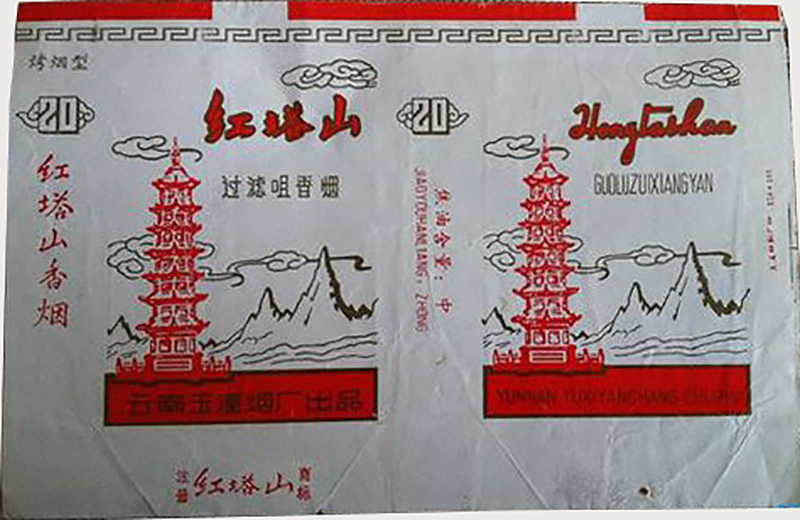 烤烟型
20
红塔山
过滤咀香烟
红塔山香烟
云南玉溪烟厂出品
注册 红塔山 商标
焦油含量：中
JIAOYOUHANLIANG：ZHONG
20
Hongtashan
GUOLUZUIXIANGYAN
YUNNAN YUXIYANCHANG CHUPIN